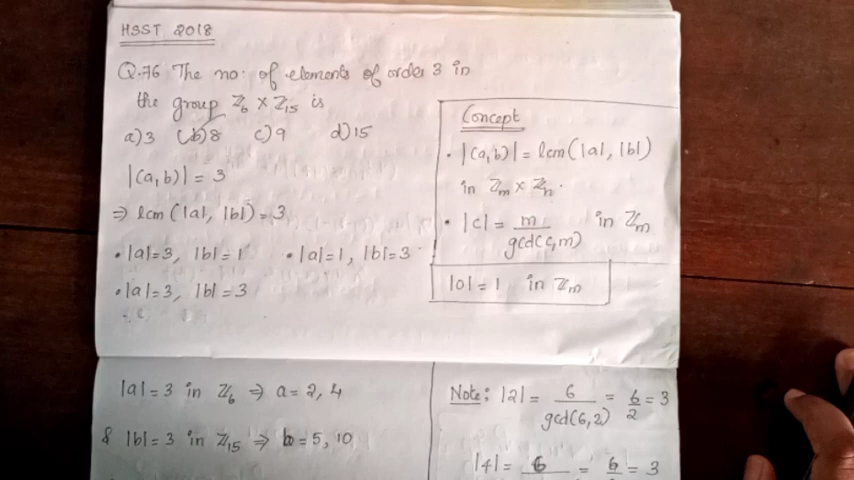 HSST 2018
Q.76 The no: of elements of order 3 in
the group ℤ₆ × ℤ₁₅ is
a) 3 (b) 8 c) 9 d) 15
|(a,b)| = 3
⇒ lcm (|a|, |b|) = 3
• |a|=3, |b|=1 • |a|=1, |b|=3
• |a|=3, |b|=3
Concept
• |(a,b)| = lcm(|a|, |b|)
in ℤₘ × ℤₙ.
• |c| = m / gcd(c,m) in ℤₘ
|0| = 1 in ℤₘ
|a| = 3 in ℤ₆ ⇒ a = 2, 4
& |b| = 3 in ℤ₁₅ ⇒ b = 5, 10
Note: |2| = 6 / gcd(6,2) = 6/2 = 3
|4| = 6 = 6 = 3